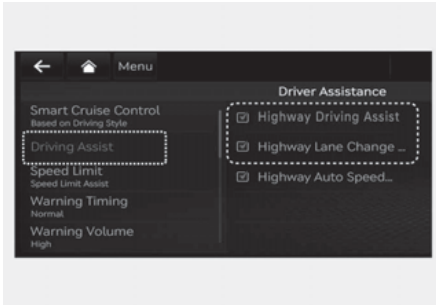 Menu
Driver Assistance
Smart Cruise Control
Based on Driving Style
Driving Assist
Speed Limit
Speed Limit Assist
Warning Timing
Normal
Warning Volume
High
Highway Driving Assist
Highway Lane Change ...
Highway Auto Speed...